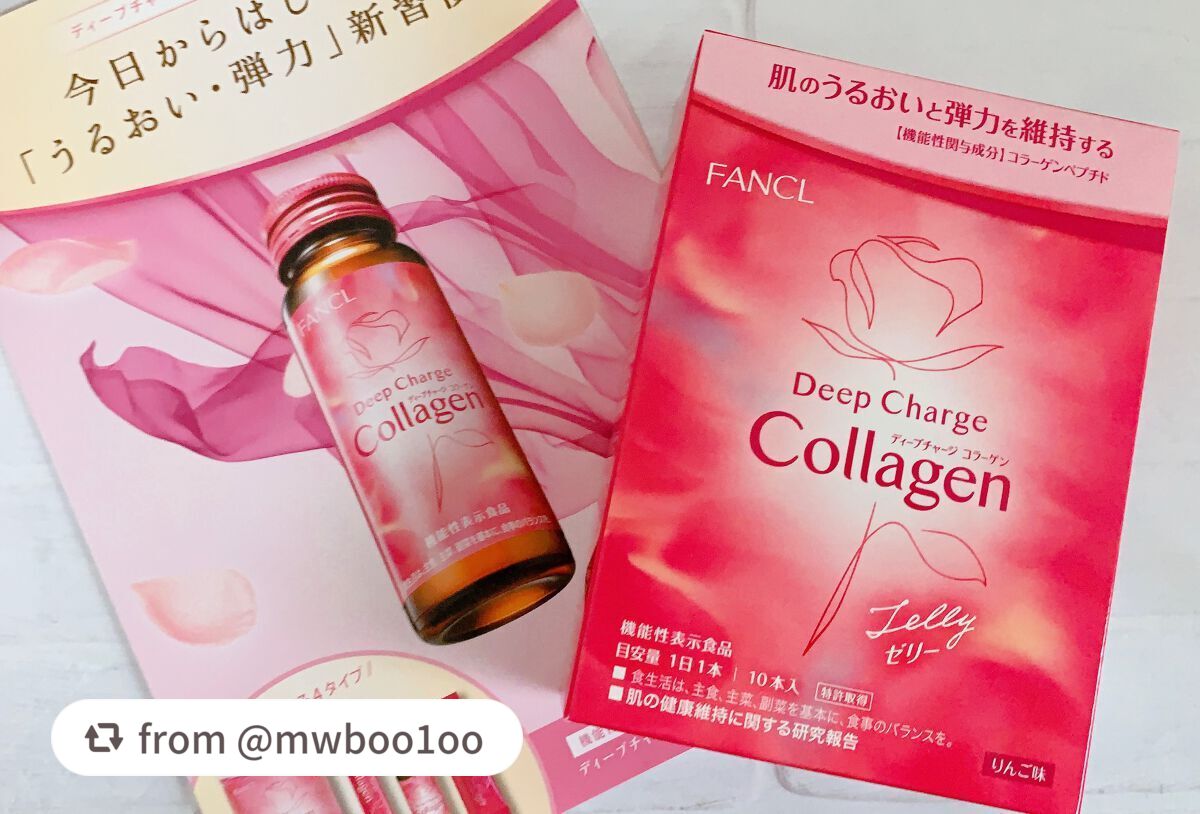 今日からはじ
「うるおい・弾力」新習
FANCL
Deep Charge
ディープチャージ コラーゲン
Collagen
機能性表示食品
4タイプ
ディープチャ
from @mwboo1oo
肌のうるおいと弾力を維持する
【機能性関与成分】コラーゲンペプチド
FANCL
Deep Charge
ディープチャージ コラーゲン
Collagen
Jelly
ゼリー
機能性表示食品
目安量 1日1本 | 10本入 特許取得
■ 食生活は、主食、主菜、副菜を基本に、食事のバランスを。
■ 肌の健康維持に関する研究報告
りんご味